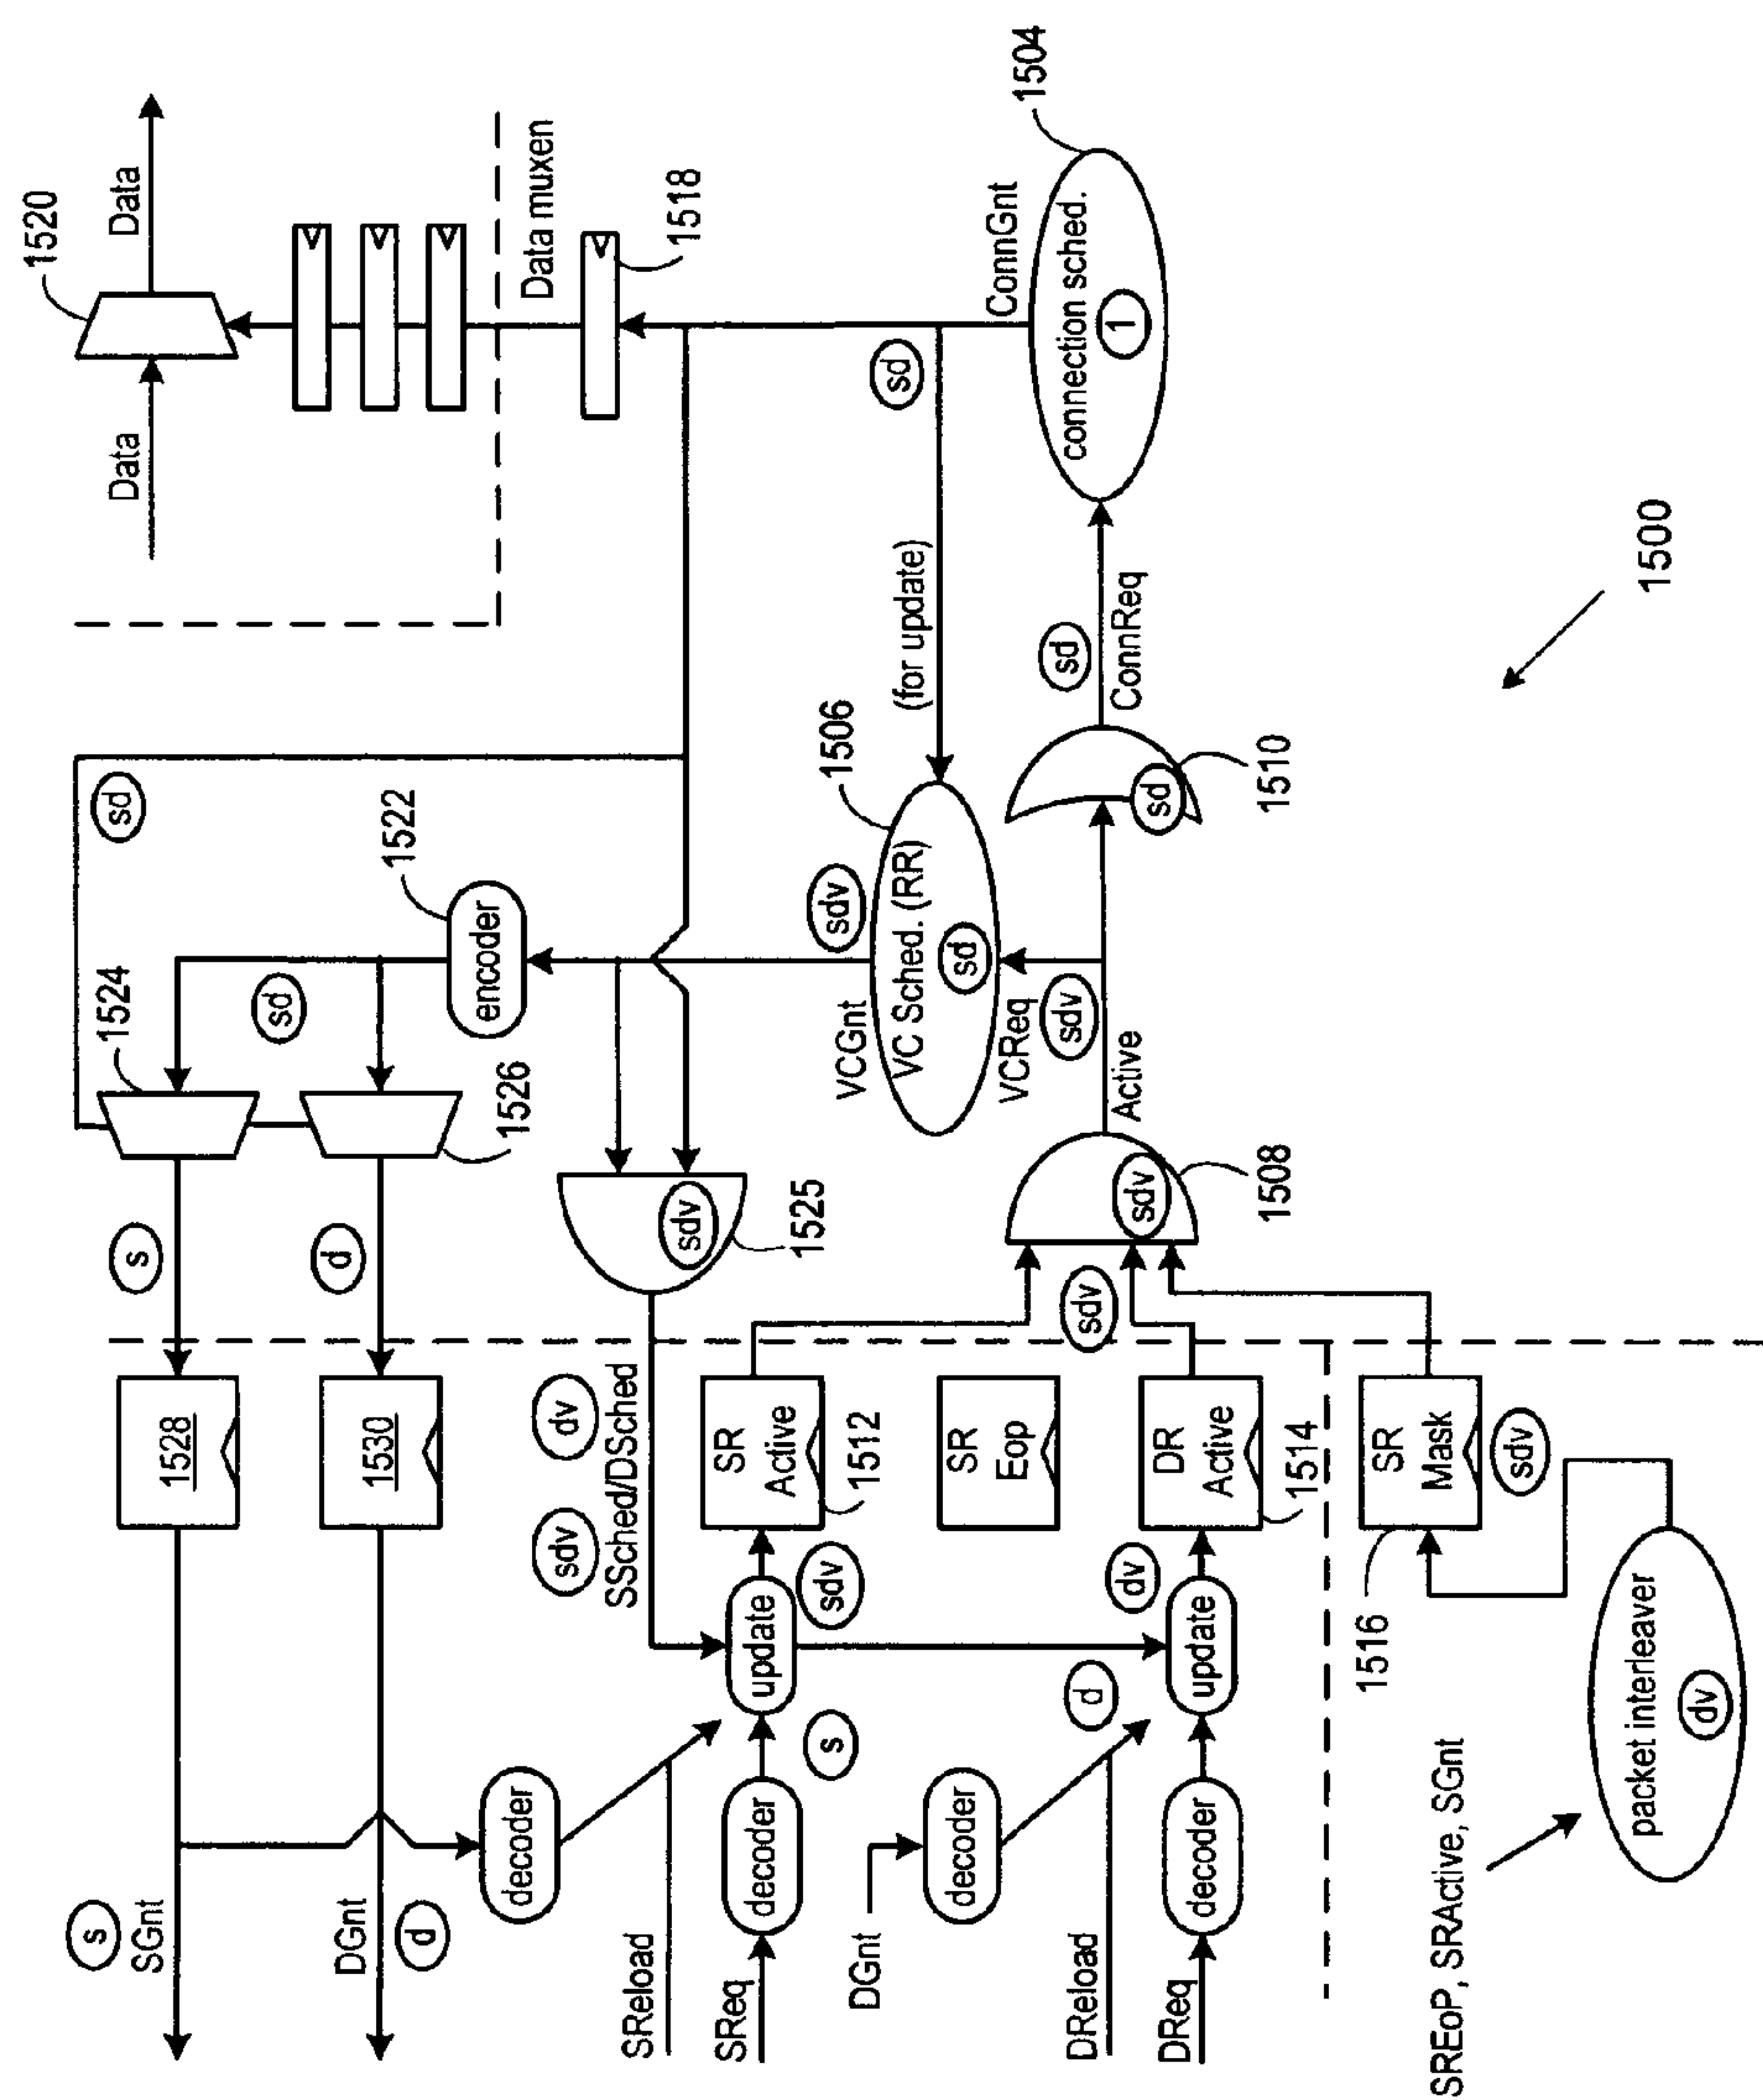 s
SGnt
DGnt
d
SReload
SReq
DGnt
DReload
DReq
SREoP, SRActive, SGnt
decoder
decoder
decoder
decoder
s
d
update
update
sdv
dv
SSched/DSched
sdv
dv
1528
1530
SR
Active
1512
SR
Eop
DR
Active
1514
SR
Mask
1516
sdv
packet interleaver
dv
s
d
1524
1526
sd
sd
encoder
1522
sdv
1525
sdv
sdv
1508
Active
VCReq
sdv
VCGnt
sdv
VC Sched. (RR)
sd
1506
(for update)
sd
sd
1510
sd
ConnReq
connection sched.
1
1504
ConnGnt
1518
Data muxen
Data
Data
1520
1500